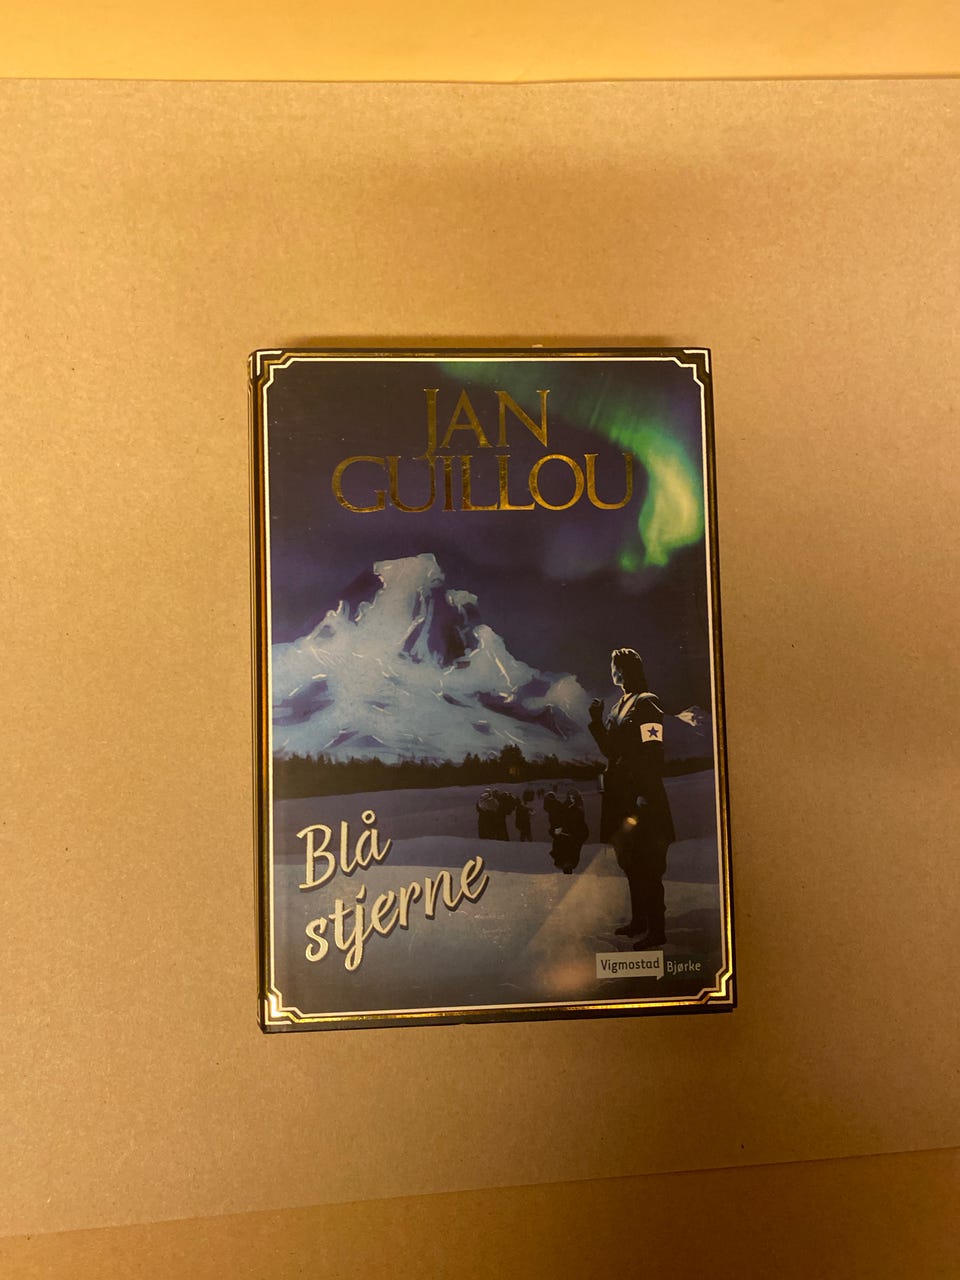 JAN
GUILLOU
Blå
stjerne
Vigmostad Bjørke